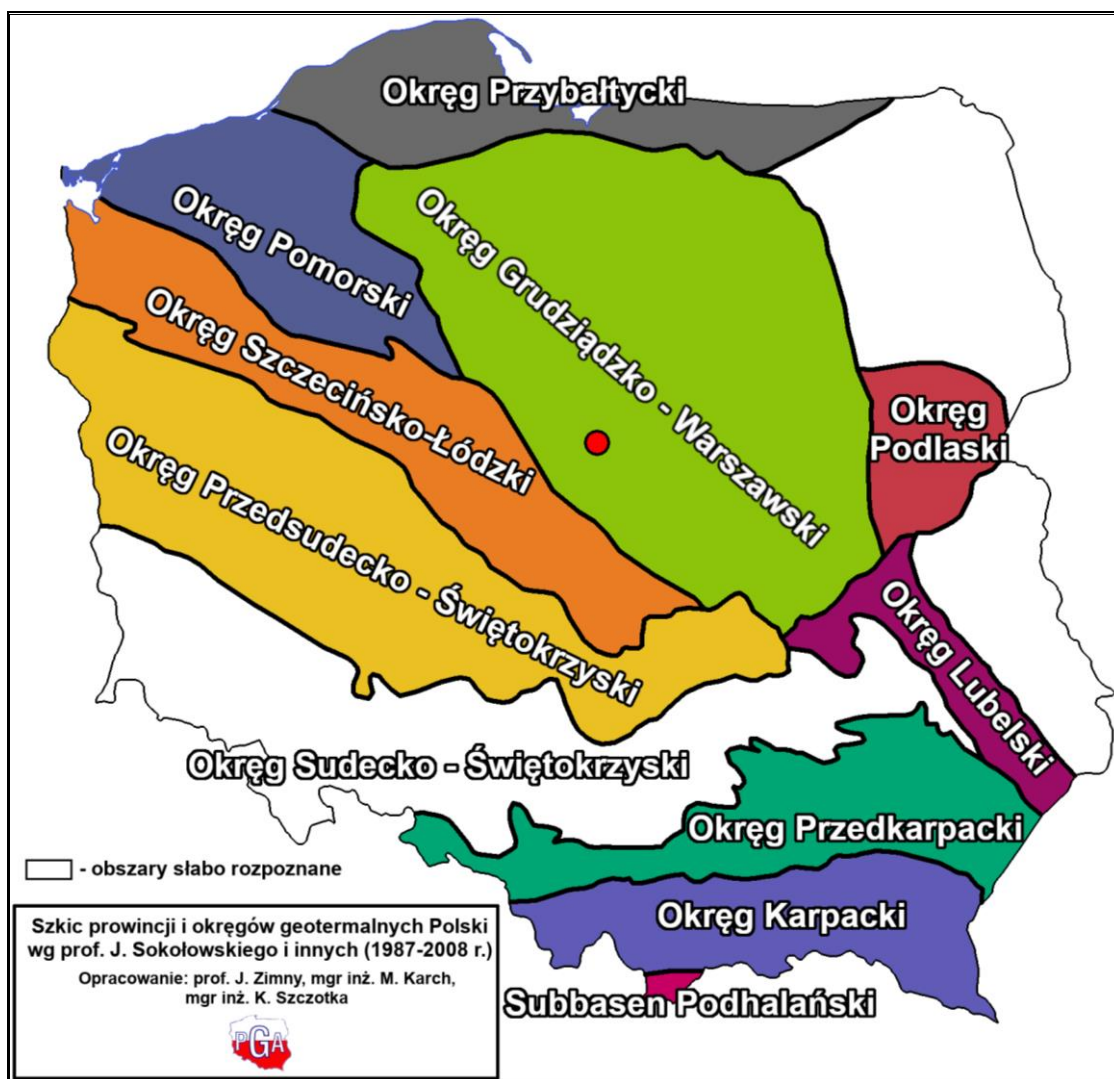 Okręg Przybałtycki
Okręg Pomorski
Okręg Grudziądzko - Warszawski
Okręg Szczecińsko-Łódzki
Okręg
Podlaski
Okręg Przedsudecko - Świętokrzyski
Okręg Lubelski
Okręg Sudecko - Świętokrzyski
Okręg Przedkarpacki
- obszary słabo rozpoznane
Okręg Karpacki
Subbasen Podhalański
Szkic prowincji i okręgów geotermalnych Polski
wg prof. J. Sokołowskiego i innych (1987-2008 r.)
Opracowanie: prof. J. Zimny, mgr inż. M. Karch,
mgr inż. K. Szczotka
PGA